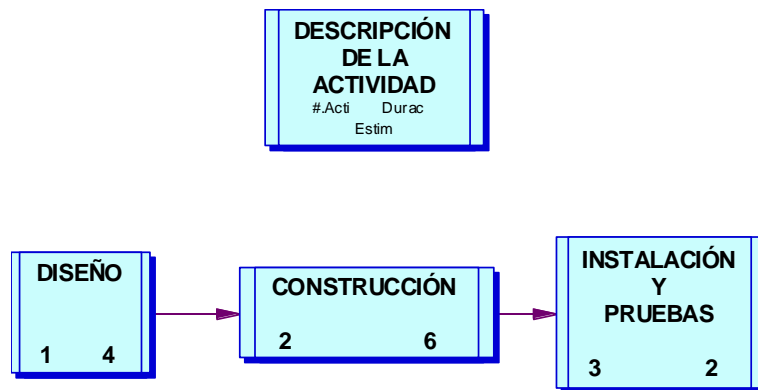 DESCRIPCIÓN
DE LA
ACTIVIDAD
#.Acti Durac
Estim
DISEÑO
1 4
CONSTRUCCIÓN
2 6
INSTALACIÓN
Y
PRUEBAS
3 2